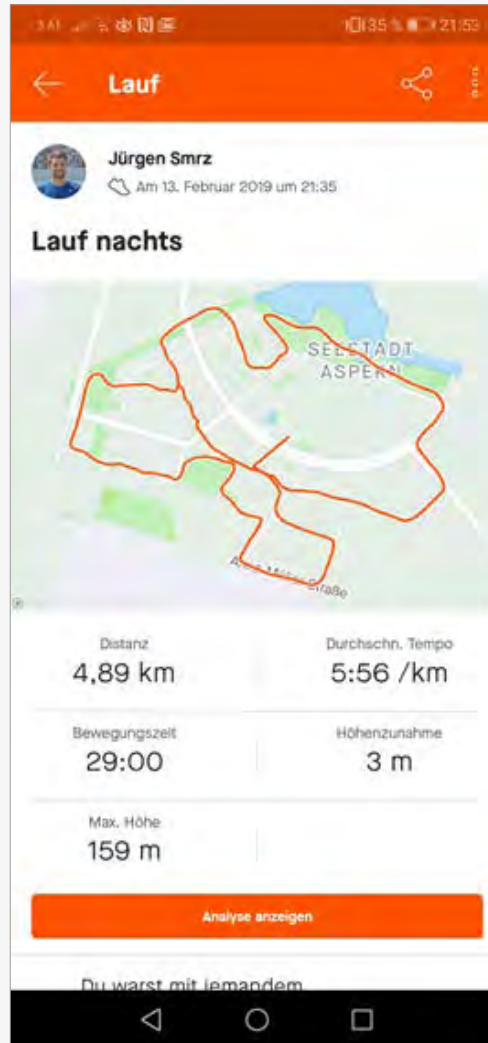 35 % 21:53
Lauf
Jürgen Smrz
Am 13. Februar 2019 um 21:35
Lauf nachts
SEESTADT
ASPERN
Distanz
4,89 km
Durchschn. Tempo
5:56 /km
Bewegungszeit
29:00
Höhenzunahme
3 m
Max. Höhe
159 m
Analyse anzeigen
Du warst mit jemandem